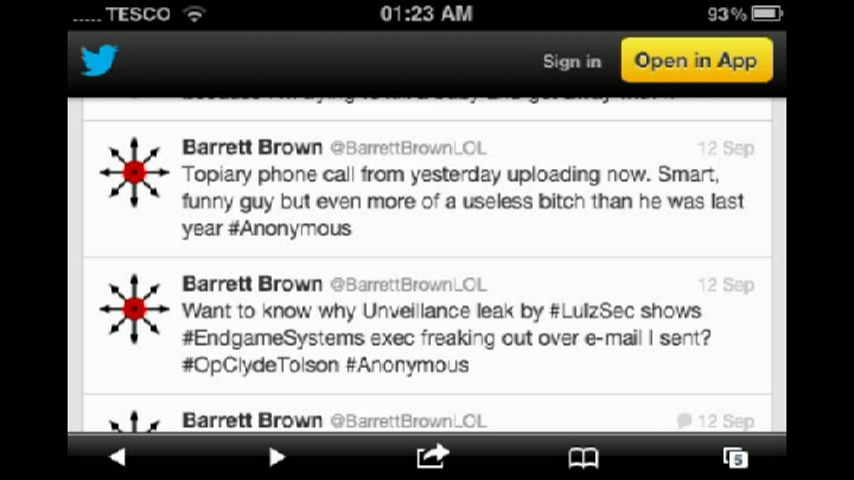 TESCO 01:23 AM 93%
Sign in Open in App
Barrett Brown @BarrettBrownLOL 12 Sep
Topiary phone call from yesterday uploading now. Smart,
funny guy but even more of a useless bitch than he was last
year #Anonymous
Barrett Brown @BarrettBrownLOL 12 Sep
Want to know why Unveillance leak by #LulzSec shows
#EndgameSystems exec freaking out over e-mail I sent?
#OpClydeTolson #Anonymous
Barrett Brown @BarrettBrownLOL 12 Sep
5